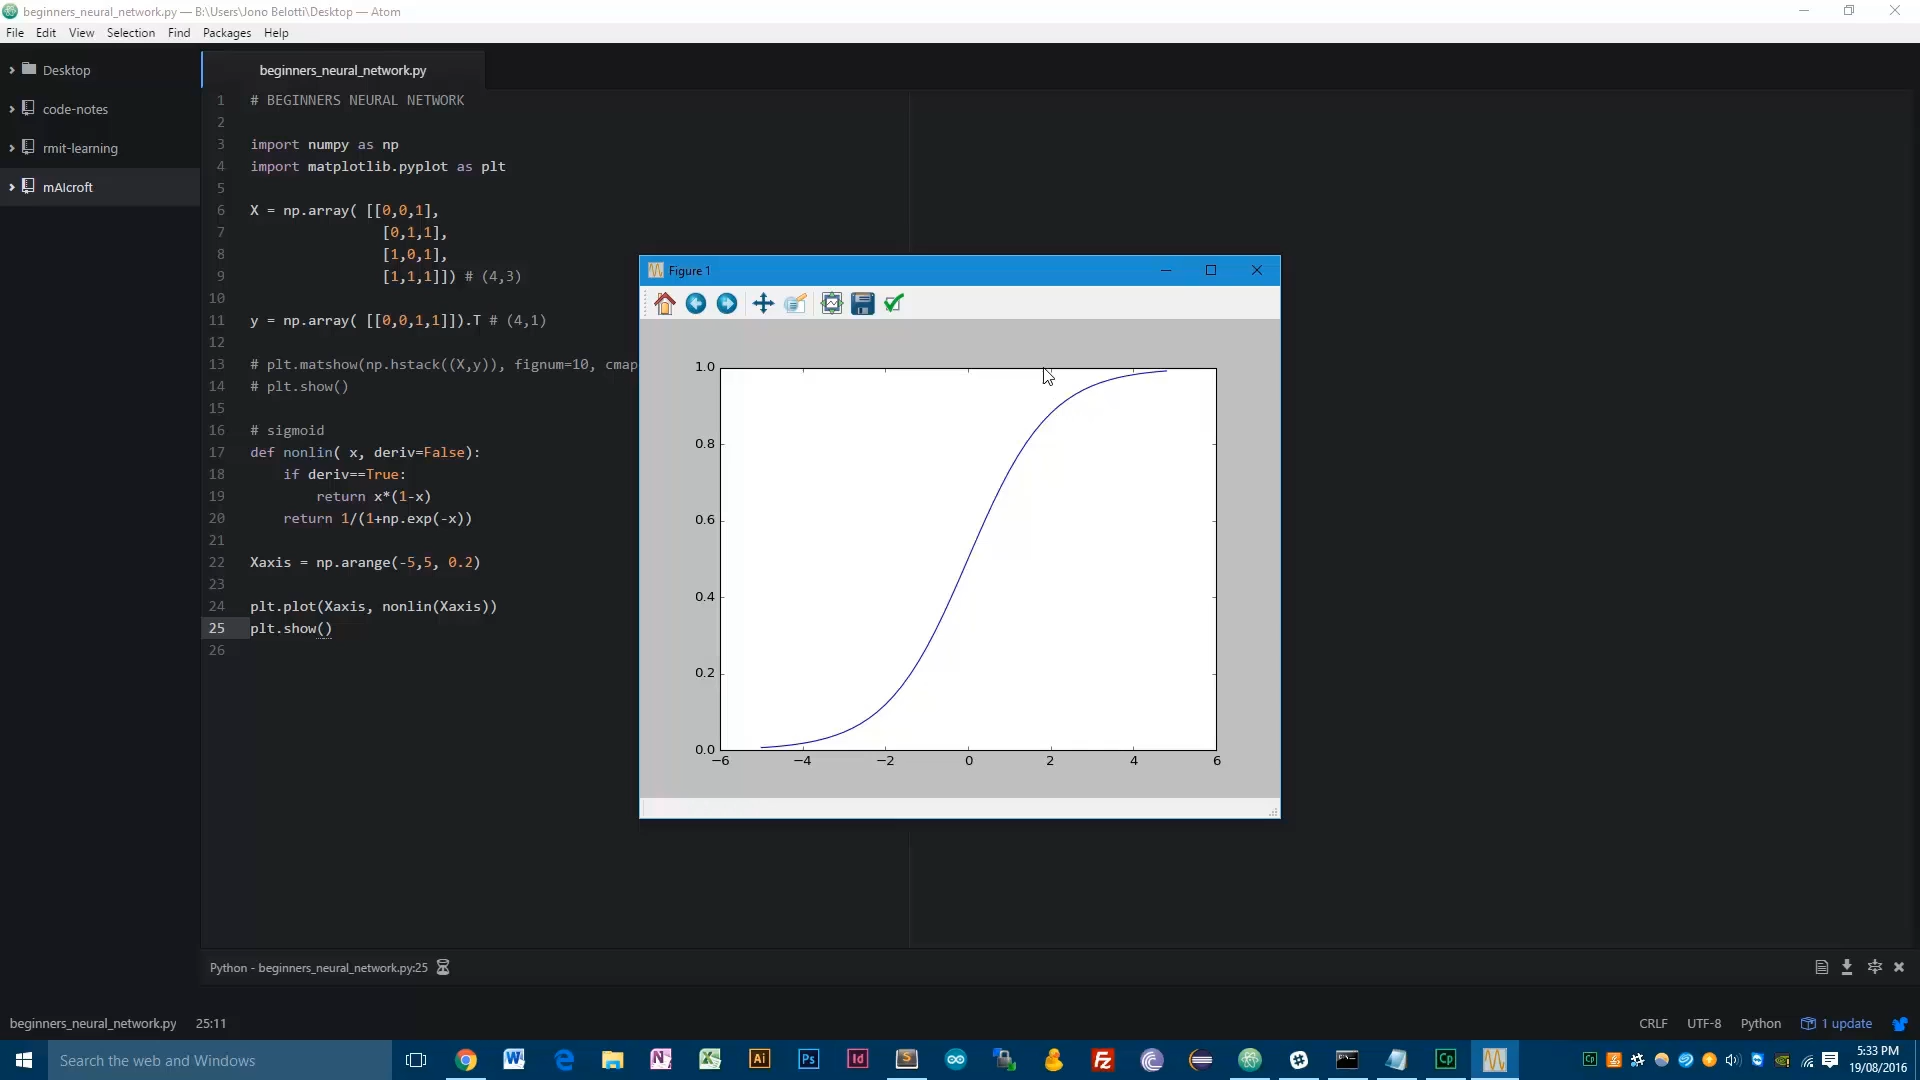 beginners_neural_network.py — B:\Users\Jono Belotti\Desktop — Atom
File Edit View Selection Find Packages Help
Desktop
code-notes
rmit-learning
mAIcroft
beginners_neural_network.py
1 # BEGINNERS NEURAL NETWORK
2
3 import numpy as np
4 import matplotlib.pyplot as plt
5
6 X = np.array( [[0,0,1],
7 [0,1,1],
8 [1,0,1],
9 [1,1,1]]) # (4,3)
10
11 y = np.array( [[0,0,1,1]]).T # (4,1)
12
13 # plt.matshow(np.hstack((X,y)), fignum=10, cmap
14 # plt.show()
15
16 # sigmoid
17 def nonlin( x, deriv=False):
18 if deriv==True:
19 return x*(1-x)
20 return 1/(1+np.exp(-x))
21
22 Xaxis = np.arange(-5,5, 0.2)
23
24 plt.plot(Xaxis, nonlin(Xaxis))
25 plt.show()
26
Figure 1
1.0
0.8
0.6
0.4
0.2
0.0
−6 −4 −2 0 2 4 6
Python - beginners_neural_network.py:25
beginners_neural_network.py 25:11 CRLF UTF-8 Python 1 update
Search the web and Windows
5:33 PM
19/08/2016